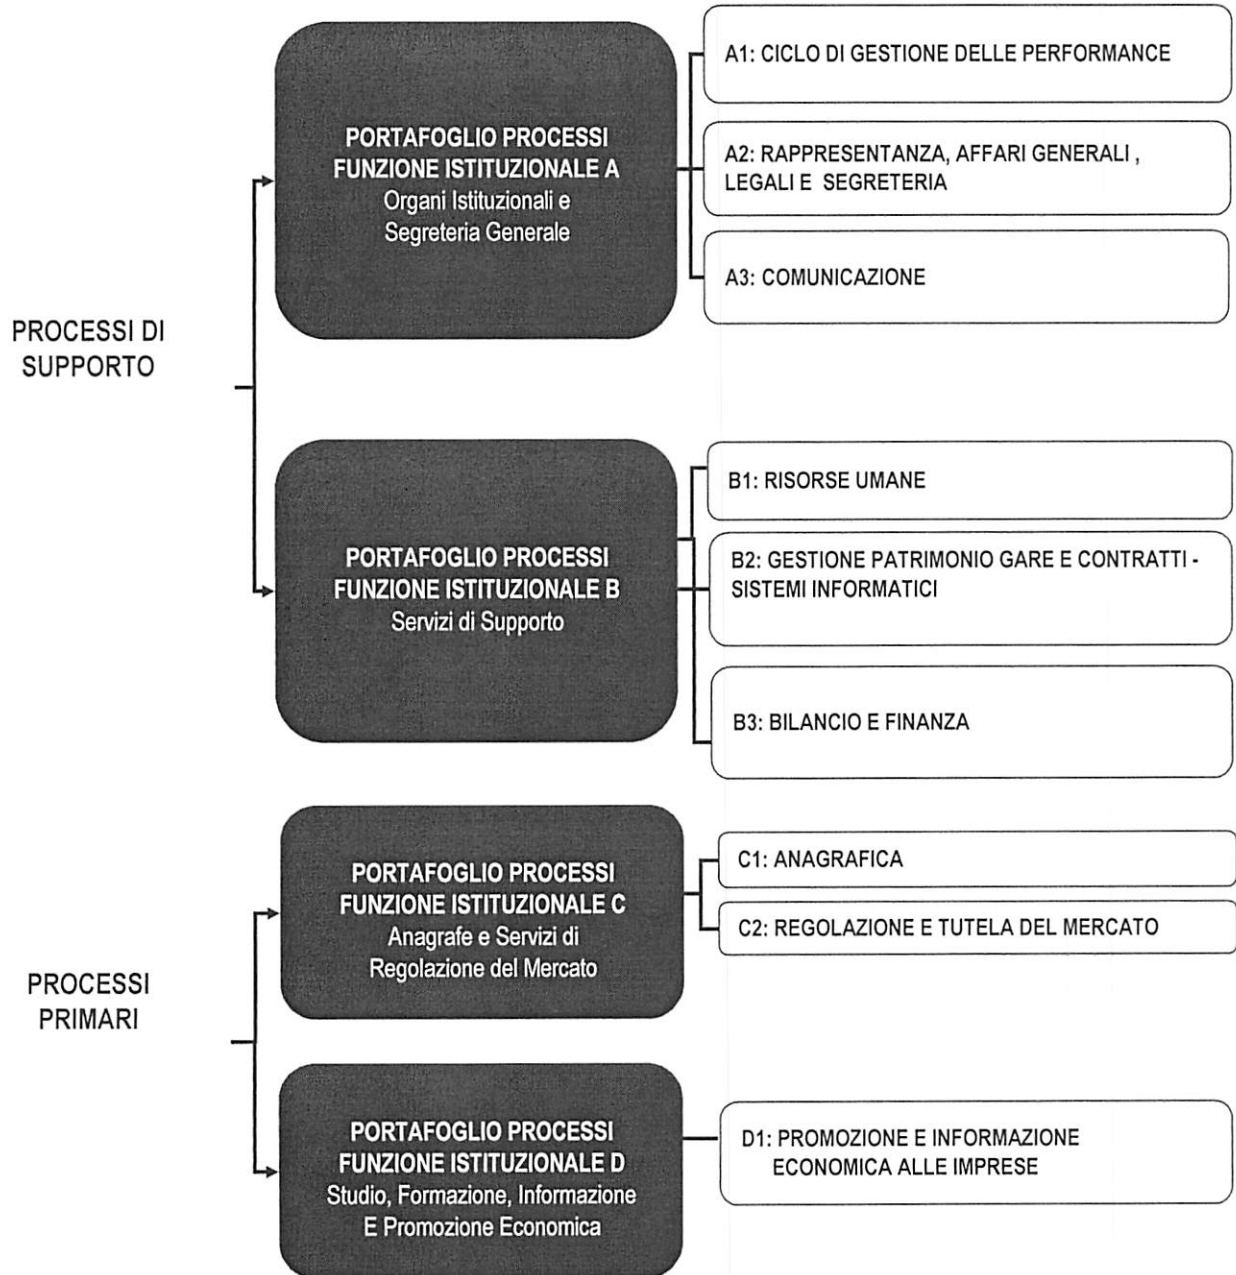 PROCESSI DI
SUPPORTO
PORTAFOGLIO PROCESSI
FUNZIONE ISTITUZIONALE A
Organi Istituzionali e
Segreteria Generale
A1: CICLO DI GESTIONE DELLE PERFORMANCE
A2: RAPPRESENTANZA, AFFARI GENERALI ,
LEGALI E SEGRETERIA
A3: COMUNICAZIONE
PORTAFOGLIO PROCESSI
FUNZIONE ISTITUZIONALE B
Servizi di Supporto
B1: RISORSE UMANE
B2: GESTIONE PATRIMONIO GARE E CONTRATTI -
SISTEMI INFORMATICI
B3: BILANCIO E FINANZA
PROCESSI
PRIMARI
PORTAFOGLIO PROCESSI
FUNZIONE ISTITUZIONALE C
Anagrafe e Servizi di
Regolazione del Mercato
C1: ANAGRAFICA
C2: REGOLAZIONE E TUTELA DEL MERCATO
PORTAFOGLIO PROCESSI
FUNZIONE ISTITUZIONALE D
Studio, Formazione, Informazione
E Promozione Economica
D1: PROMOZIONE E INFORMAZIONE
ECONOMICA ALLE IMPRESE